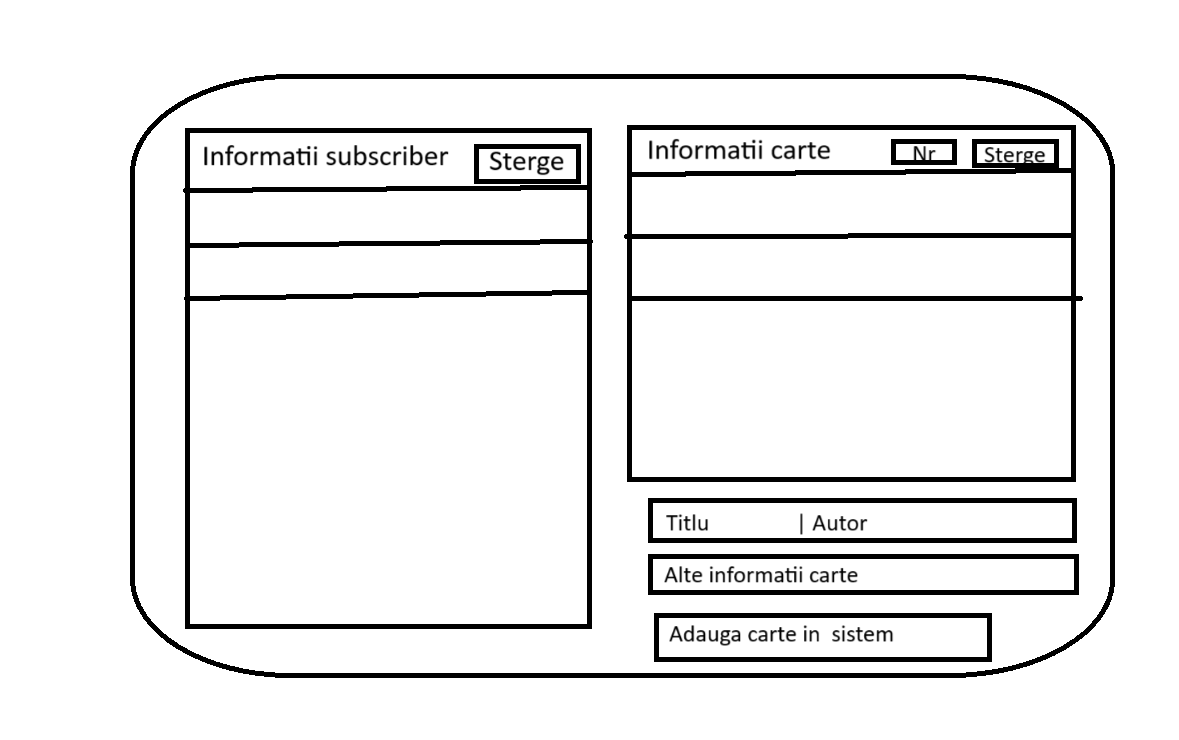 Informatii subscriber Sterge
Informatii carte Nr Sterge
Titlu | Autor
Alte informatii carte
Adauga carte in sistem